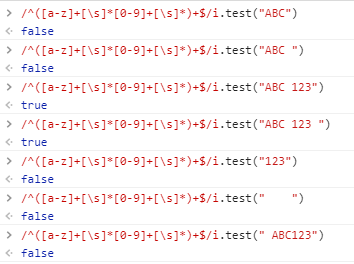 > /^([a-z]+[\s]*[0-9]+[\s]*)+$/i.test("ABC")
< false
> /^([a-z]+[\s]*[0-9]+[\s]*)+$/i.test("ABC ")
< false
> /^([a-z]+[\s]*[0-9]+[\s]*)+$/i.test("ABC 123")
< true
> /^([a-z]+[\s]*[0-9]+[\s]*)+$/i.test("ABC 123 ")
< true
> /^([a-z]+[\s]*[0-9]+[\s]*)+$/i.test("123")
< false
> /^([a-z]+[\s]*[0-9]+[\s]*)+$/i.test("    ")
< false
> /^([a-z]+[\s]*[0-9]+[\s]*)+$/i.test(" ABC123")
< false